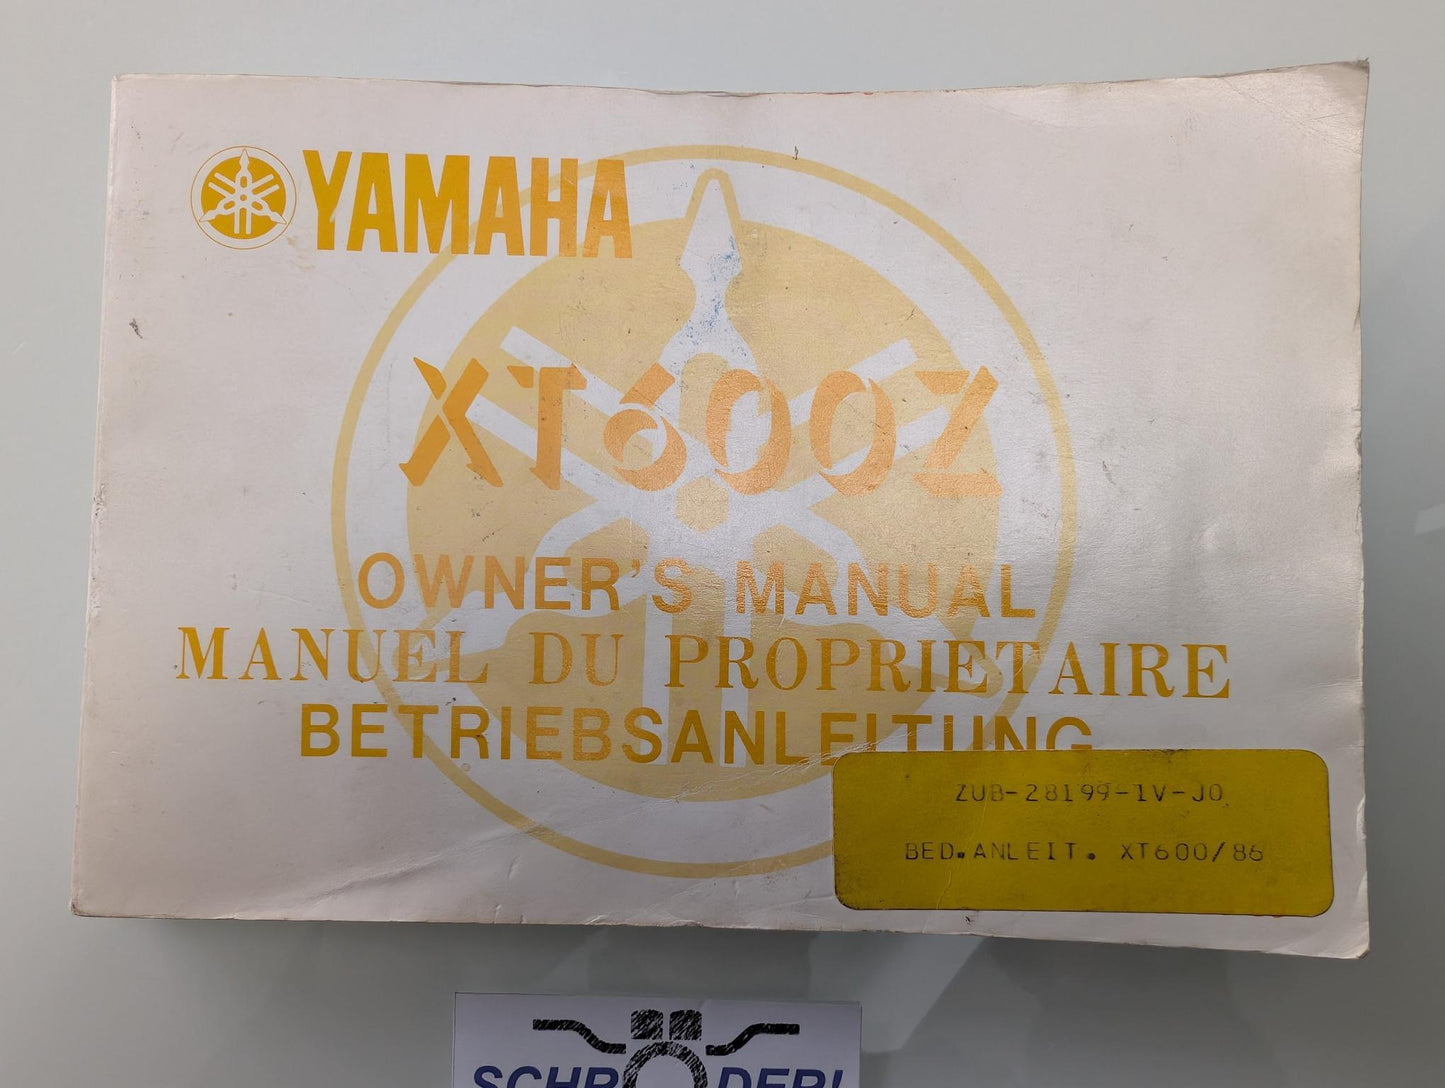 YAMAHA
XT600Z
OWNER'S MANUAL
MANUEL DU PROPRIETAIRE
BETRIEBSANLEITUNG
ZUB-28199-1V-J0
BED.ANLEIT. XT600/86